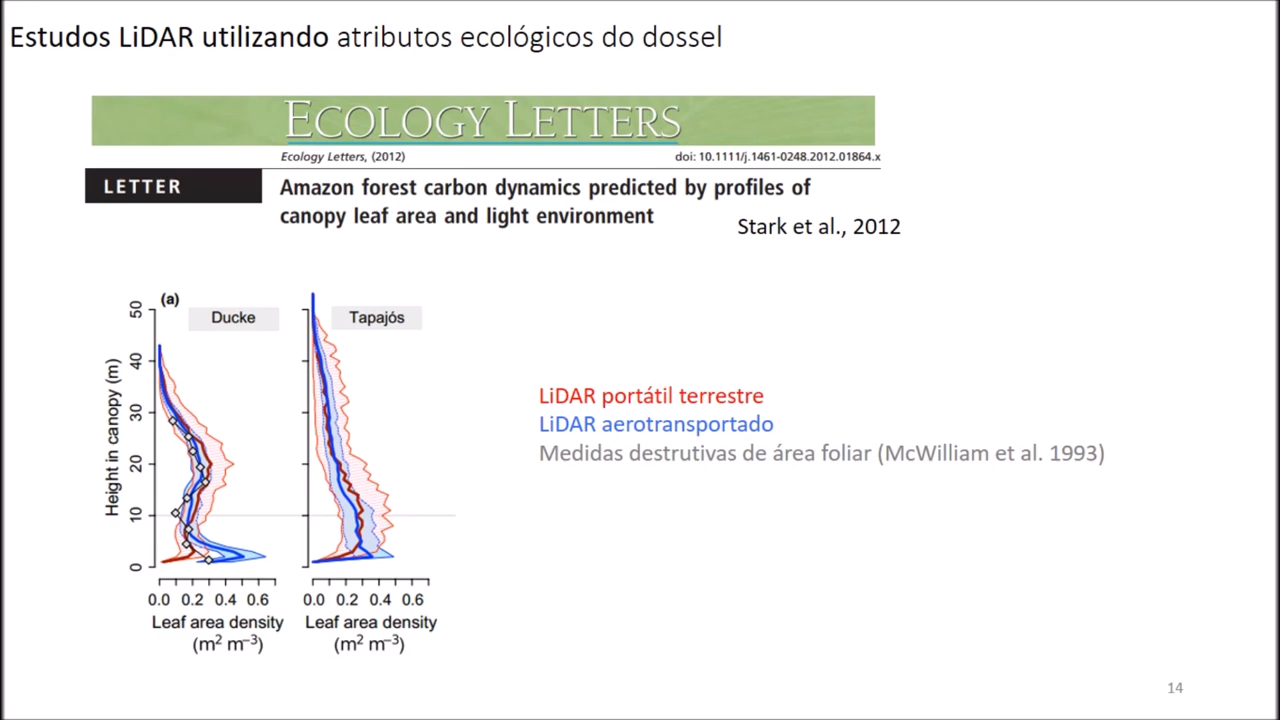 Estudos LiDAR utilizando atributos ecológicos do dossel
ECOLOGY LETTERS
Ecology Letters, (2012)
doi: 10.1111/j.1461-0248.2012.01864.x
LETTER
Amazon forest carbon dynamics predicted by profiles of
canopy leaf area and light environment
Stark et al., 2012
(a)
Ducke
Tapajós
Height in canopy (m)
50
40
30
20
10
0
0.0 0.2 0.4 0.6
0.0 0.2 0.4 0.6
Leaf area density
(m² m⁻³)
Leaf area density
(m² m⁻³)
LiDAR portátil terrestre
LiDAR aerotransportado
Medidas destrutivas de área foliar (McWilliam et al. 1993)
14